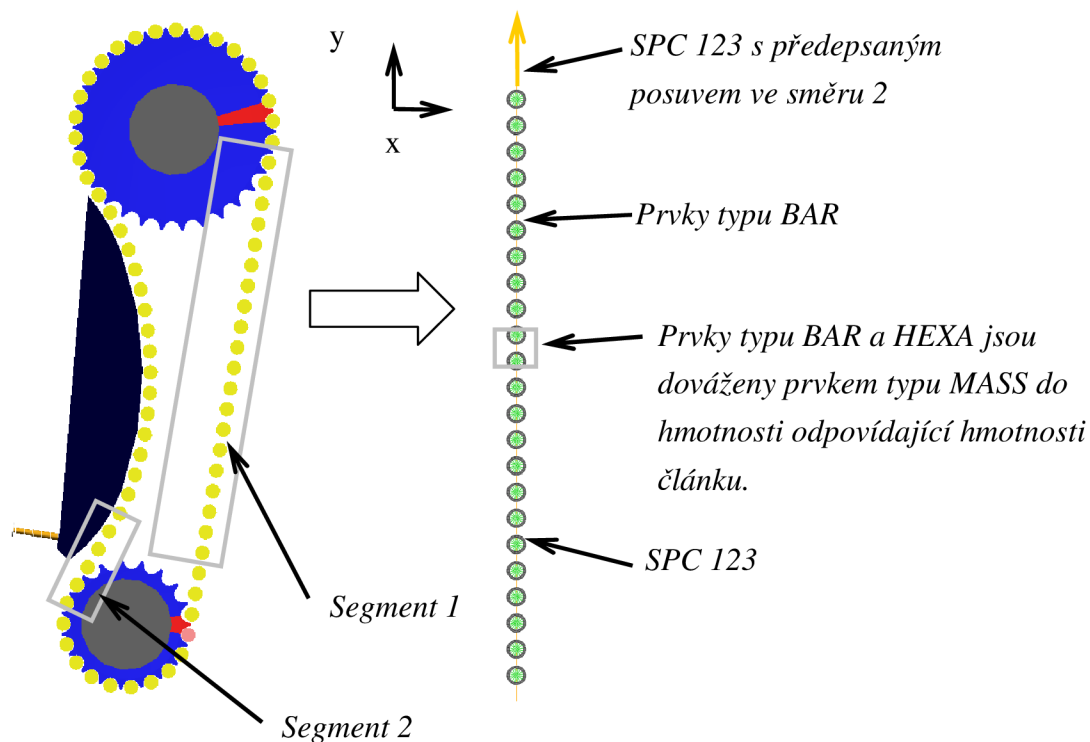 y
x
SPC 123 s předepsaným
posuvem ve směru 2
Prvky typu BAR
Prvky typu BAR a HEXA jsou
dováženy prvkem typu MASS do
hmotnosti odpovídající hmotnosti
článku.
SPC 123
Segment 1
Segment 2